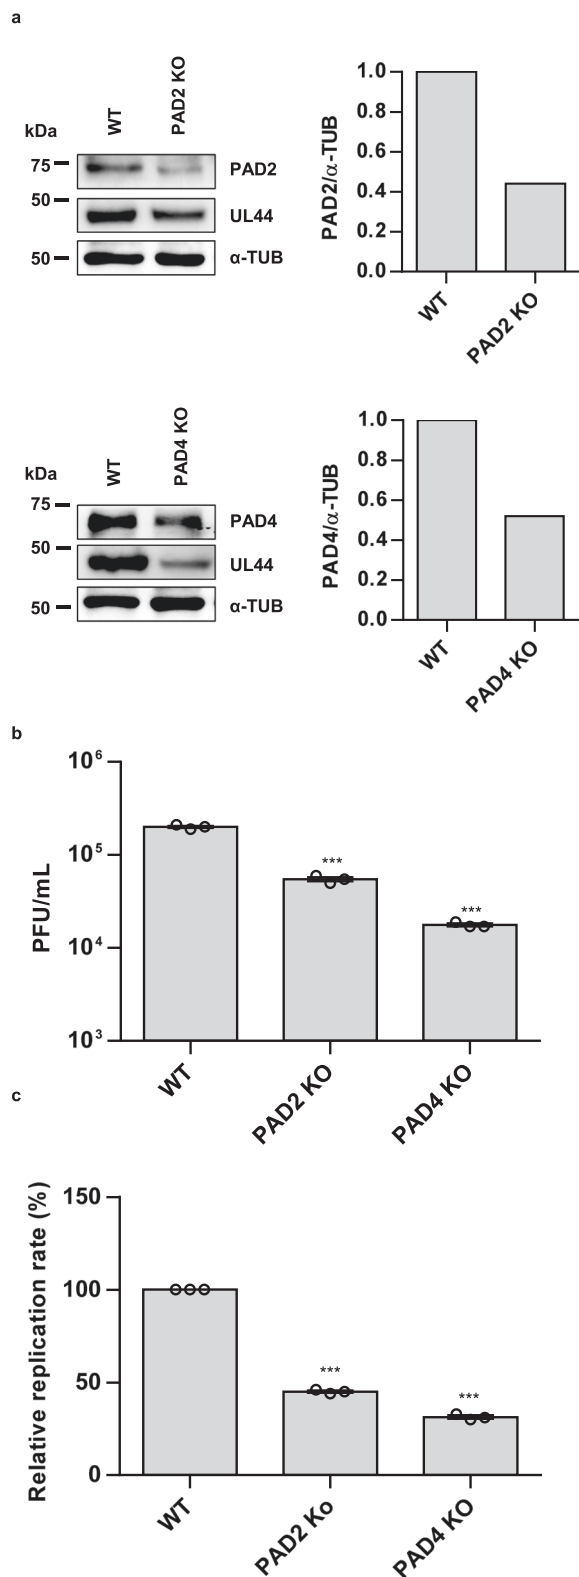 a
kDa
WT
PAD2 KO
75
50
50
PAD2
UL44
α-TUB
PAD2/α-TUB
1.0
0.8
0.6
0.4
0.2
0.0
WT
PAD2 KO
kDa
WT
PAD4 KO
75
50
50
PAD4
UL44
α-TUB
PAD4/α-TUB
1.0
0.8
0.6
0.4
0.2
0.0
WT
PAD4 KO
b
PFU/mL
10⁶
10⁵
10⁴
10³
***
***
WT
PAD2 KO
PAD4 KO
c
Relative replication rate (%)
150
100
50
0
***
***
WT
PAD2 Ko
PAD4 KO